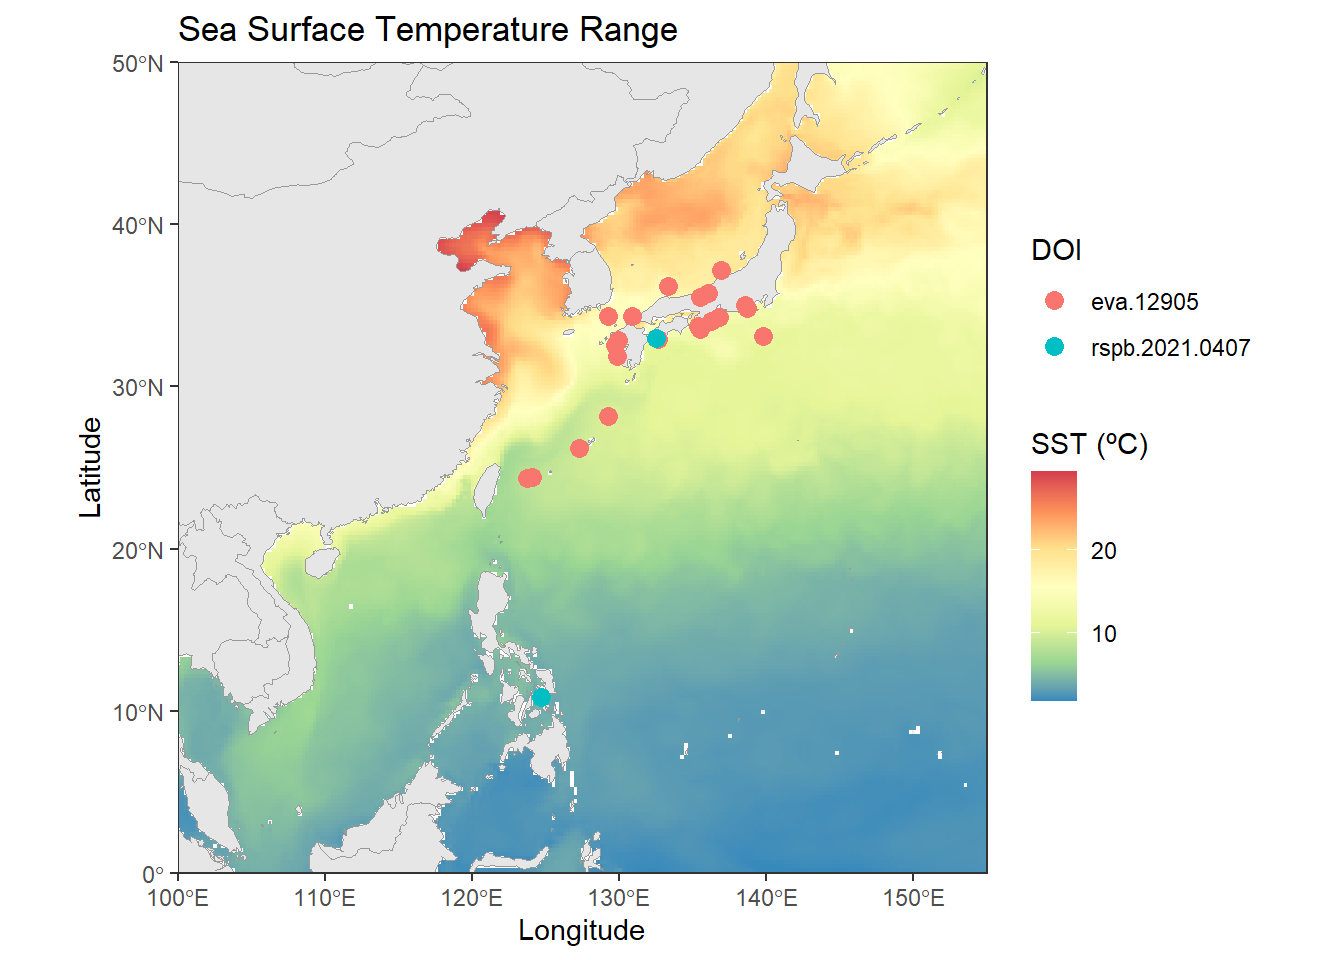 Sea Surface Temperature Range
50°N
40°N
30°N
20°N
10°N
0°
Latitude
100°E 110°E 120°E 130°E 140°E 150°E
Longitude
DOI
eva.12905
rspb.2021.0407
SST (ºC)
20
10